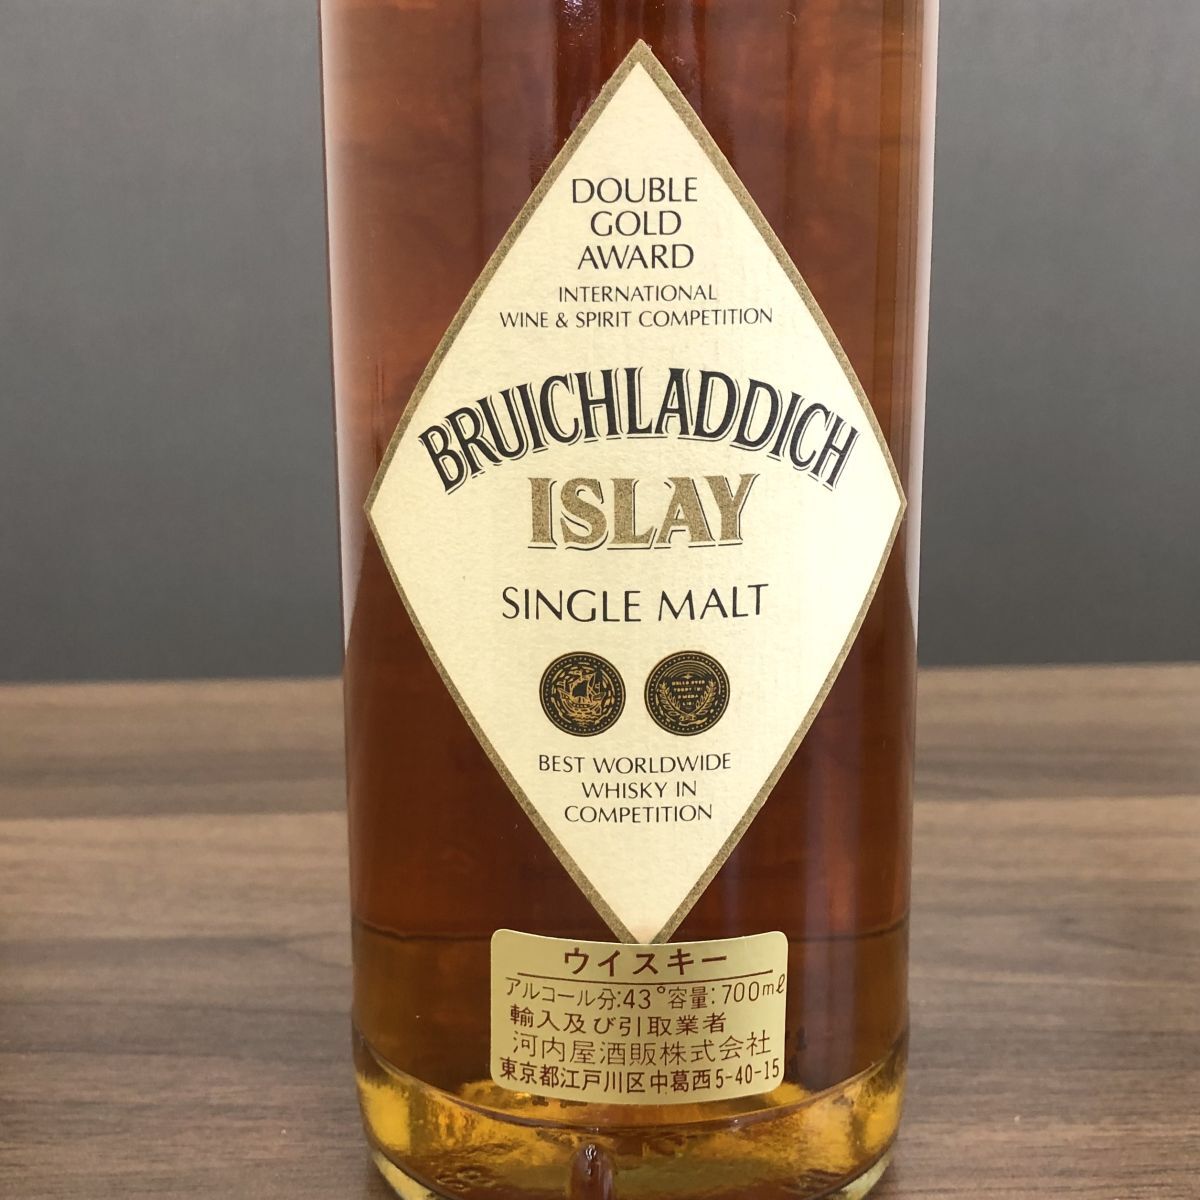 DOUBLE
GOLD
AWARD
INTERNATIONAL
WINE & SPIRIT COMPETITION
BRUICHLADDICH
ISLAY
SINGLE MALT
BEST WORLDWIDE
WHISKY IN
COMPETITION
ウイスキー
アルコール分:43° 容量:700mℓ
輸入及び引取業者
河内屋酒販株式会社
東京都江戸川区中葛西5-40-15